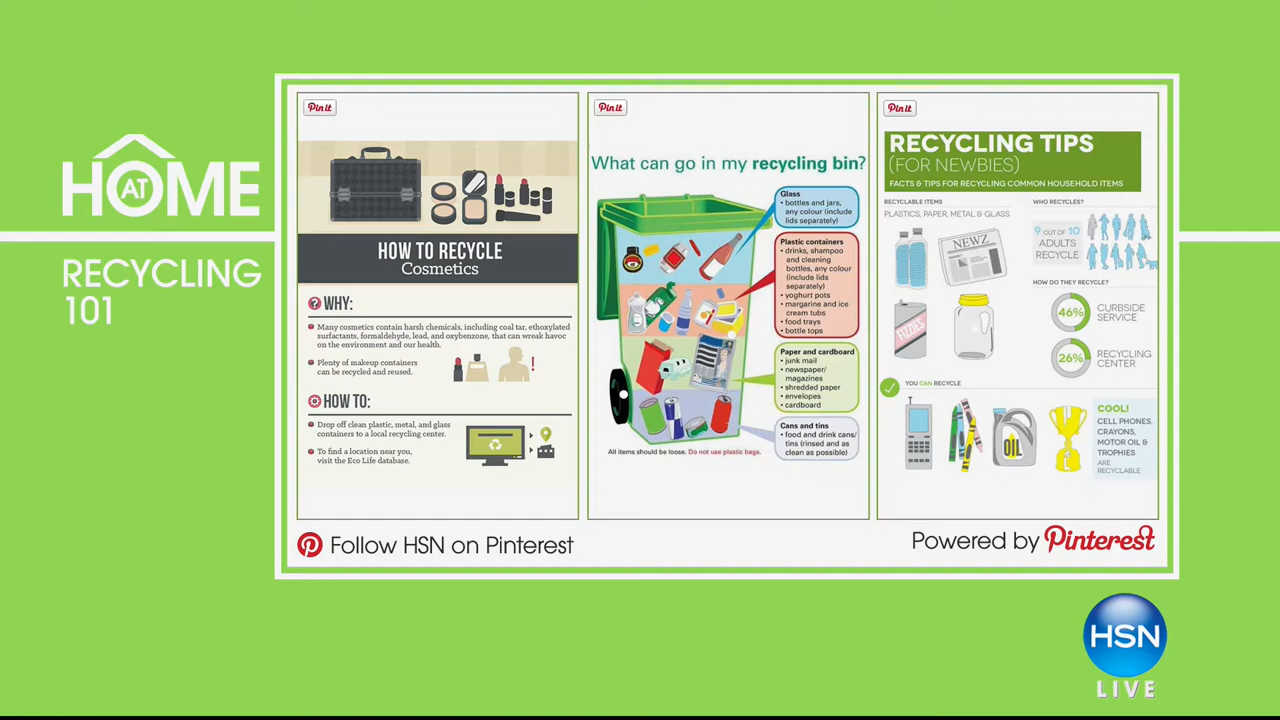 AT
HOME
RECYCLING
101
Pin it
HOW TO RECYCLE
Cosmetics
WHY:
Many cosmetics contain harsh chemicals, including coal tar, ethoxylated
surfactants, formaldehyde, lead, and oxybenzone, that can wreak havoc
on the environment and our health.
Plenty of makeup containers
can be recycled and reused.
HOW TO:
Drop off clean plastic, metal, and glass
containers to a local recycling center.
To find a location near you,
visit the Eco Life database.
Pin it
What can go in my recycling bin?
Glass
• bottles and jars,
any colour (include
lids separately)
Plastic containers
• drinks, shampoo
and cleaning
bottles, any colour
(include lids
separately)
• yoghurt pots
• margarine and ice
cream tubs
• food trays
• bottle tops
Paper and cardboard
• junk mail
• newspaper/
magazines
• shredded paper
• envelopes
• cardboard
Cans and tins
• food and drink cans/
tins (rinsed and as
clean as possible)
All items should be loose. Do not use plastic bags.
Pin it
RECYCLING TIPS
(FOR NEWBIES)
FACTS & TIPS FOR RECYCLING COMMON HOUSEHOLD ITEMS
RECYCLABLE ITEMS
PLASTICS, PAPER, METAL & GLASS
NEWZ
FIZZIES
WHO RECYCLES?
9 OUT OF 10
ADULTS
RECYCLE
HOW DO THEY RECYCLE?
46%
CURBSIDE
SERVICE
26%
RECYCLING
CENTER
YOU CAN RECYCLE
OIL
COOL!
CELL PHONES,
CRAYONS,
MOTOR OIL &
TROPHIES
ARE
RECYCLABLE
Follow HSN on Pinterest
Powered by Pinterest
HSN
LIVE